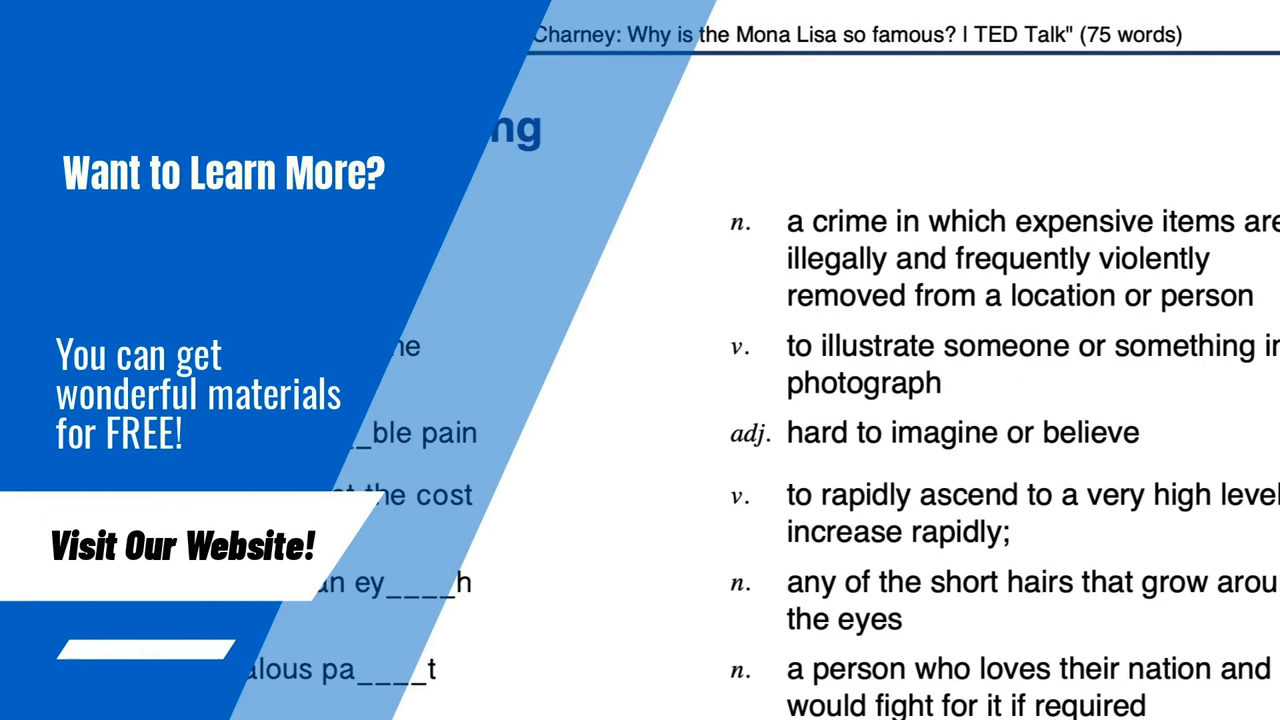 Charney: Why is the Mona Lisa so famous? | TED Talk" (75 words)
ng
Want to Learn More?
You can get
wonderful materials
for FREE!
Visit Our Website!
n. a crime in which expensive items are
illegally and frequently violently
removed from a location or person
he
v. to illustrate someone or something in
photograph
_ble pain
adj. hard to imagine or believe
the cost
v. to rapidly ascend to a very high level
increase rapidly;
an ey____h
n. any of the short hairs that grow arou
the eyes
alous pa____t
n. a person who loves their nation and
would fight for it if required